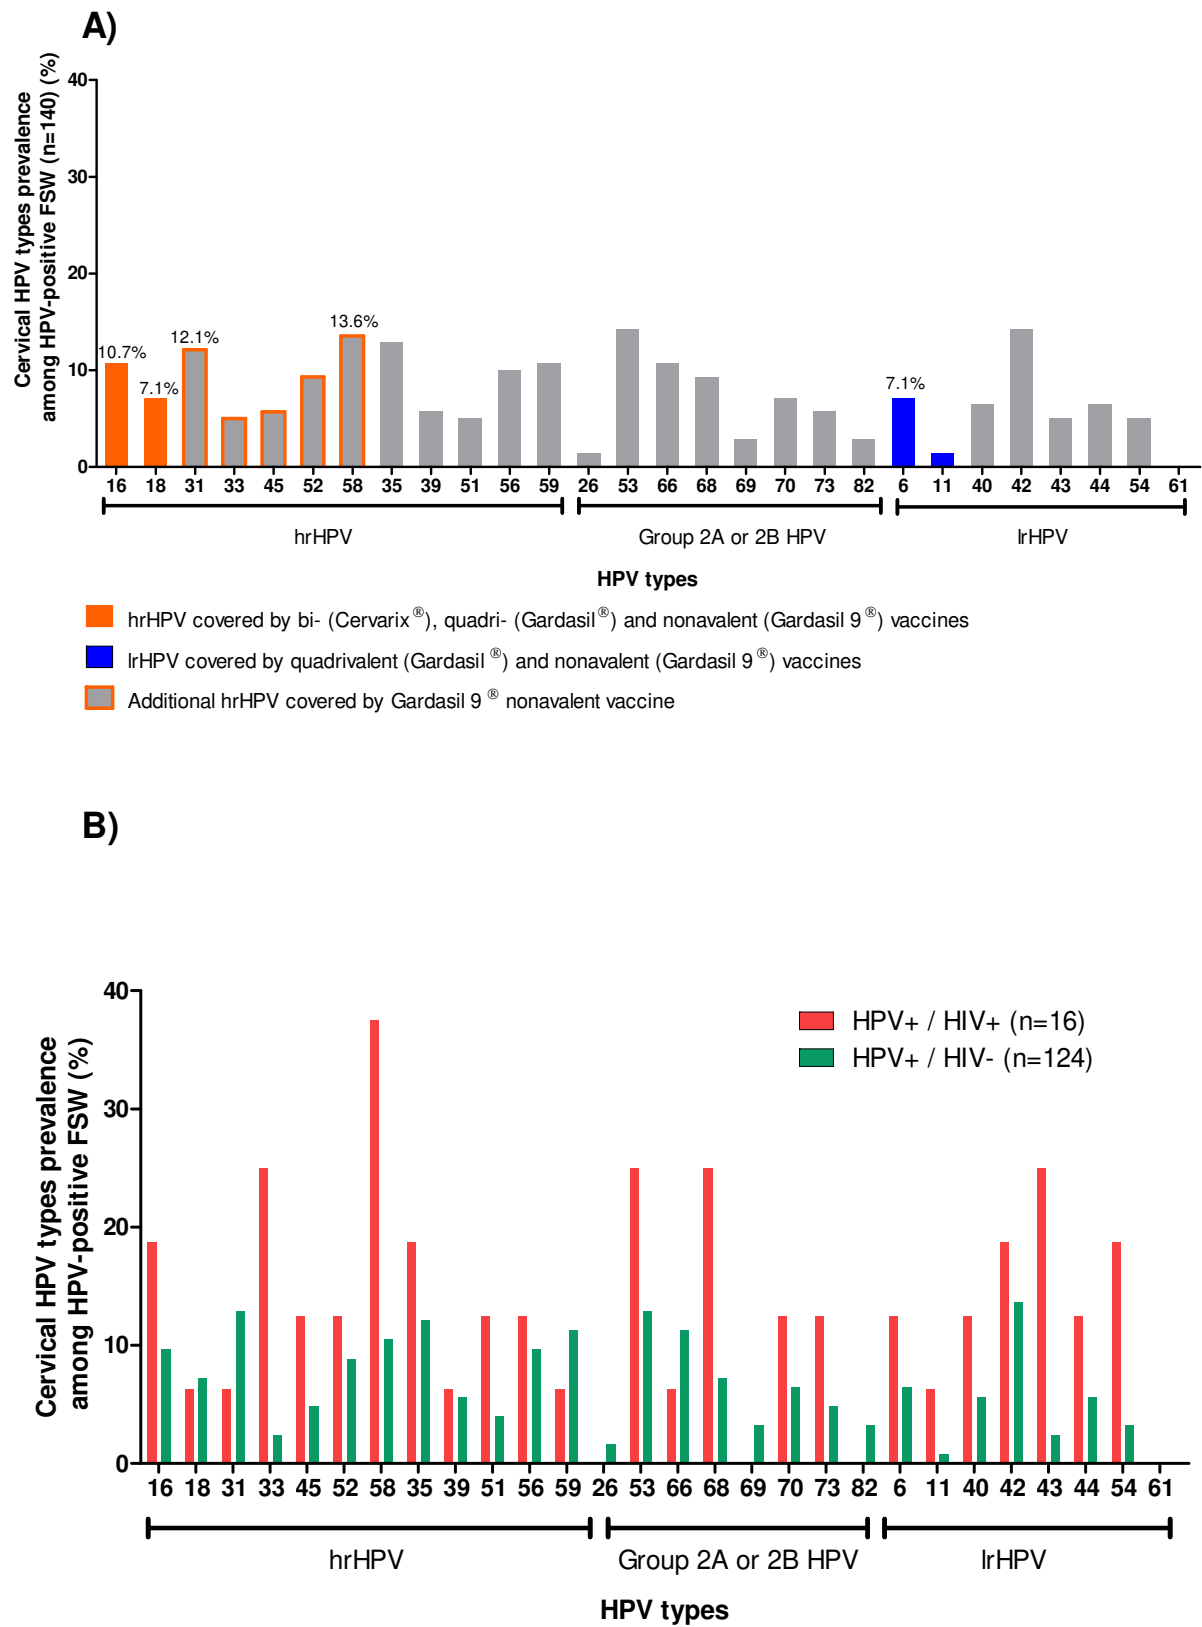 A)
Cervical HPV types prevalence
among HPV-positive FSW (n=140) (%)
40
30
20
10
0
10.7%
7.1%
12.1%
13.6%
7.1%
16 18 31 33 45 52 58 35 39 51 56 59 26 53 66 68 69 70 73 82 6 11 40 42 43 44 54 61
hrHPV Group 2A or 2B HPV lrHPV
HPV types
hrHPV covered by bi- (Cervarix®), quadri- (Gardasil®) and nonavalent (Gardasil 9®) vaccines
lrHPV covered by quadrivalent (Gardasil ®) and nonavalent (Gardasil 9®) vaccines
Additional hrHPV covered by Gardasil 9 ® nonavalent vaccine
B)
Cervical HPV types prevalence
among HPV-positive FSW (%)
40
30
20
10
0
HPV+ / HIV+ (n=16)
HPV+ / HIV- (n=124)
16 18 31 33 45 52 58 35 39 51 56 59 26 53 66 68 69 70 73 82 6 11 40 42 43 44 54 61
hrHPV Group 2A or 2B HPV lrHPV
HPV types